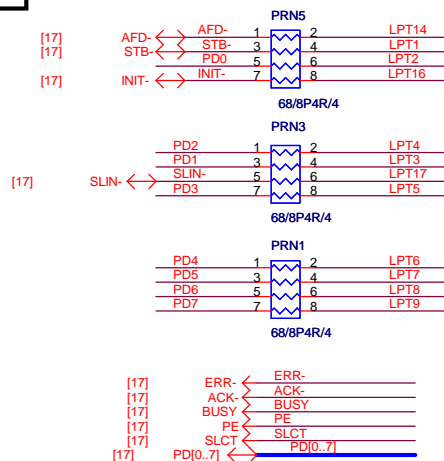 PRN5
[17] AFD- AFD- 1 2 LPT14
[17] STB- STB- 3 4 LPT1
PD0 5 6 LPT2
[17] INIT- INIT- 7 8 LPT16
68/8P4R/4
PRN3
PD2 1 2 LPT4
PD1 3 4 LPT3
[17] SLIN- SLIN- 5 6 LPT17
PD3 7 8 LPT5
68/8P4R/4
PRN1
PD4 1 2 LPT6
PD5 3 4 LPT7
PD6 5 6 LPT8
PD7 7 8 LPT9
68/8P4R/4
[17] ERR- ERR-
[17] ACK- ACK-
[17] BUSY BUSY
[17] PE PE
[17] SLCT SLCT
[17] PD[0..7] PD[0..7]